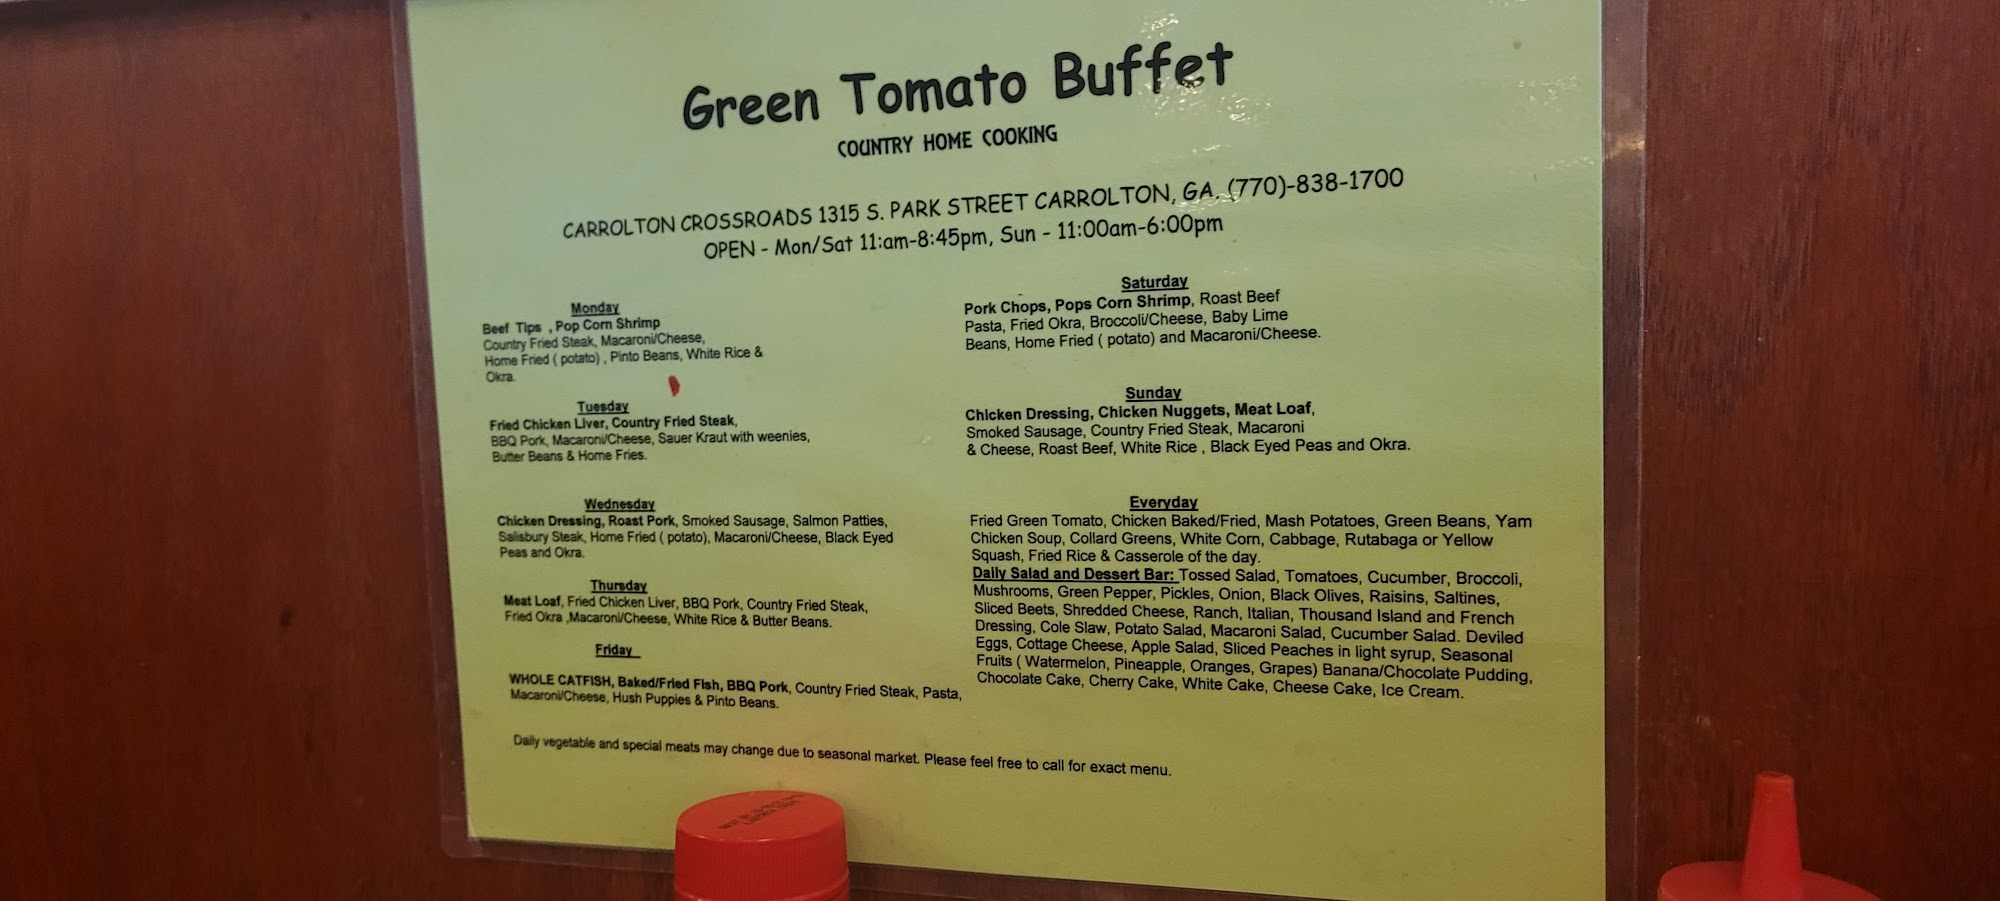 Green Tomato Buffet
COUNTRY HOME COOKING
CARROLTON CROSSROADS 1315 S. PARK STREET CARROLTON, GA, (770)-838-1700
OPEN - Mon/Sat 11:am-8:45pm, Sun - 11:00am-6:00pm
Monday
Beef Tips , Pop Corn Shrimp
Country Fried Steak, Macaroni/Cheese,
Home Fried ( potato) , Pinto Beans, White Rice &
Okra.
Tuesday
Fried Chicken Liver, Country Fried Steak,
BBQ Pork, Macaroni/Cheese, Sauer Kraut with weenies,
Butter Beans & Home Fries.
Wednesday
Chicken Dressing, Roast Pork, Smoked Sausage, Salmon Patties,
Salisbury Steak, Home Fried ( potato), Macaroni/Cheese, Black Eyed
Peas and Okra.
Thursday
Meat Loaf, Fried Chicken Liver, BBQ Pork, Country Fried Steak,
Fried Okra ,Macaroni/Cheese, White Rice & Butter Beans.
Friday
WHOLE CATFISH, Baked/Fried Fish, BBQ Pork, Country Fried Steak, Pasta,
Macaroni/Cheese, Hush Puppies & Pinto Beans.
Saturday
Pork Chops, Pops Corn Shrimp, Roast Beef
Pasta, Fried Okra, Broccoli/Cheese, Baby Lime
Beans, Home Fried ( potato) and Macaroni/Cheese.
Sunday
Chicken Dressing, Chicken Nuggets, Meat Loaf,
Smoked Sausage, Country Fried Steak, Macaroni
& Cheese, Roast Beef, White Rice , Black Eyed Peas and Okra.
Everyday
Fried Green Tomato, Chicken Baked/Fried, Mash Potatoes, Green Beans, Yam
Chicken Soup, Collard Greens, White Corn, Cabbage, Rutabaga or Yellow
Squash, Fried Rice & Casserole of the day.
Daily Salad and Dessert Bar: Tossed Salad, Tomatoes, Cucumber, Broccoli,
Mushrooms, Green Pepper, Pickles, Onion, Black Olives, Raisins, Saltines,
Sliced Beets, Shredded Cheese, Ranch, Italian, Thousand Island and French
Dressing, Cole Slaw, Potato Salad, Macaroni Salad, Cucumber Salad. Deviled
Eggs, Cottage Cheese, Apple Salad, Sliced Peaches in light syrup, Seasonal
Fruits ( Watermelon, Pineapple, Oranges, Grapes) Banana/Chocolate Pudding,
Chocolate Cake, Cherry Cake, White Cake, Cheese Cake, Ice Cream.
Daily vegetable and special meats may change due to seasonal market. Please feel free to call for exact menu.